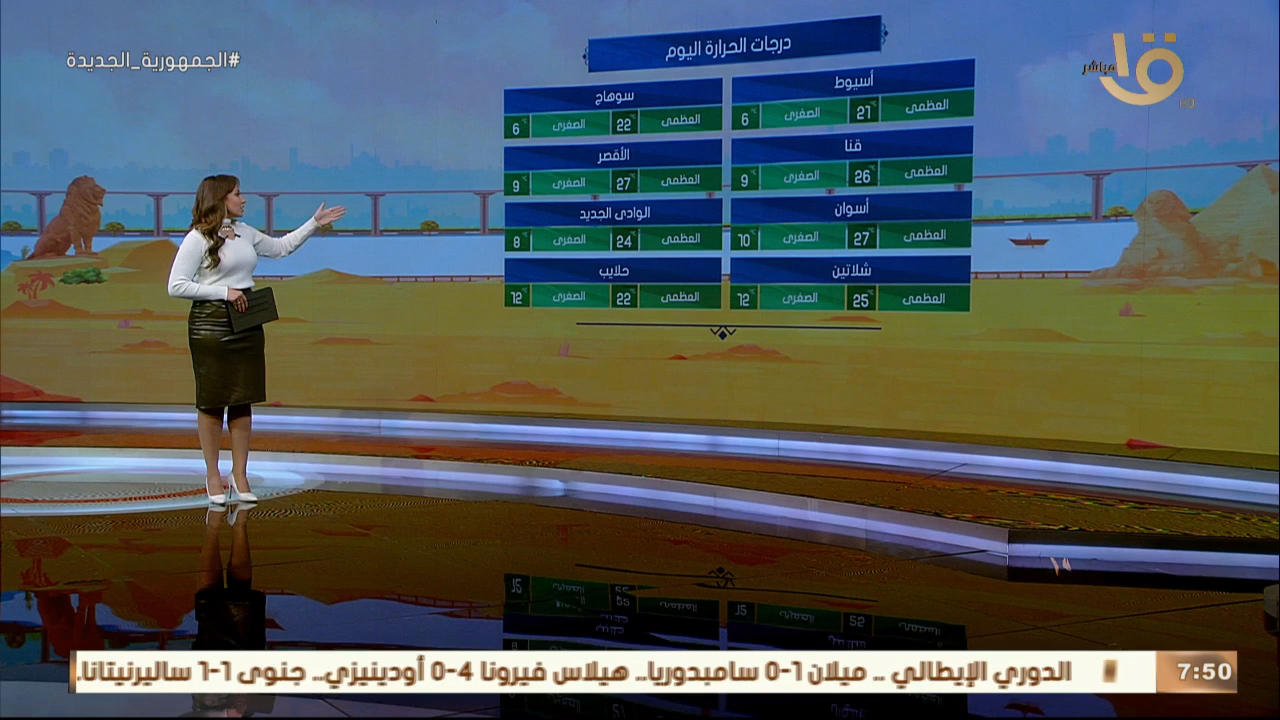 #الجمهورية_الجديدة
مباشر
HD
درجات الحرارة اليوم
أسيوط
العظمى 21°c الصغرى 6°c
سوهاج
العظمى 22°c الصغرى 6°c
قنا
العظمى 26°c الصغرى 9°c
الأقصر
العظمى 27°c الصغرى 9°c
أسوان
العظمى 27°c الصغرى 10°c
الوادى الجديد
العظمى 24°c الصغرى 8°c
شلاتين
العظمى 25°c الصغرى 12°c
حلايب
العظمى 22°c الصغرى 12°c
الدوري الإيطالي .. ميلان 1-0 سامبدوريا.. هيلاس فيرونا 4-0 أودينيزي.. جنوى 1-1 ساليرنيتانا.
7:50